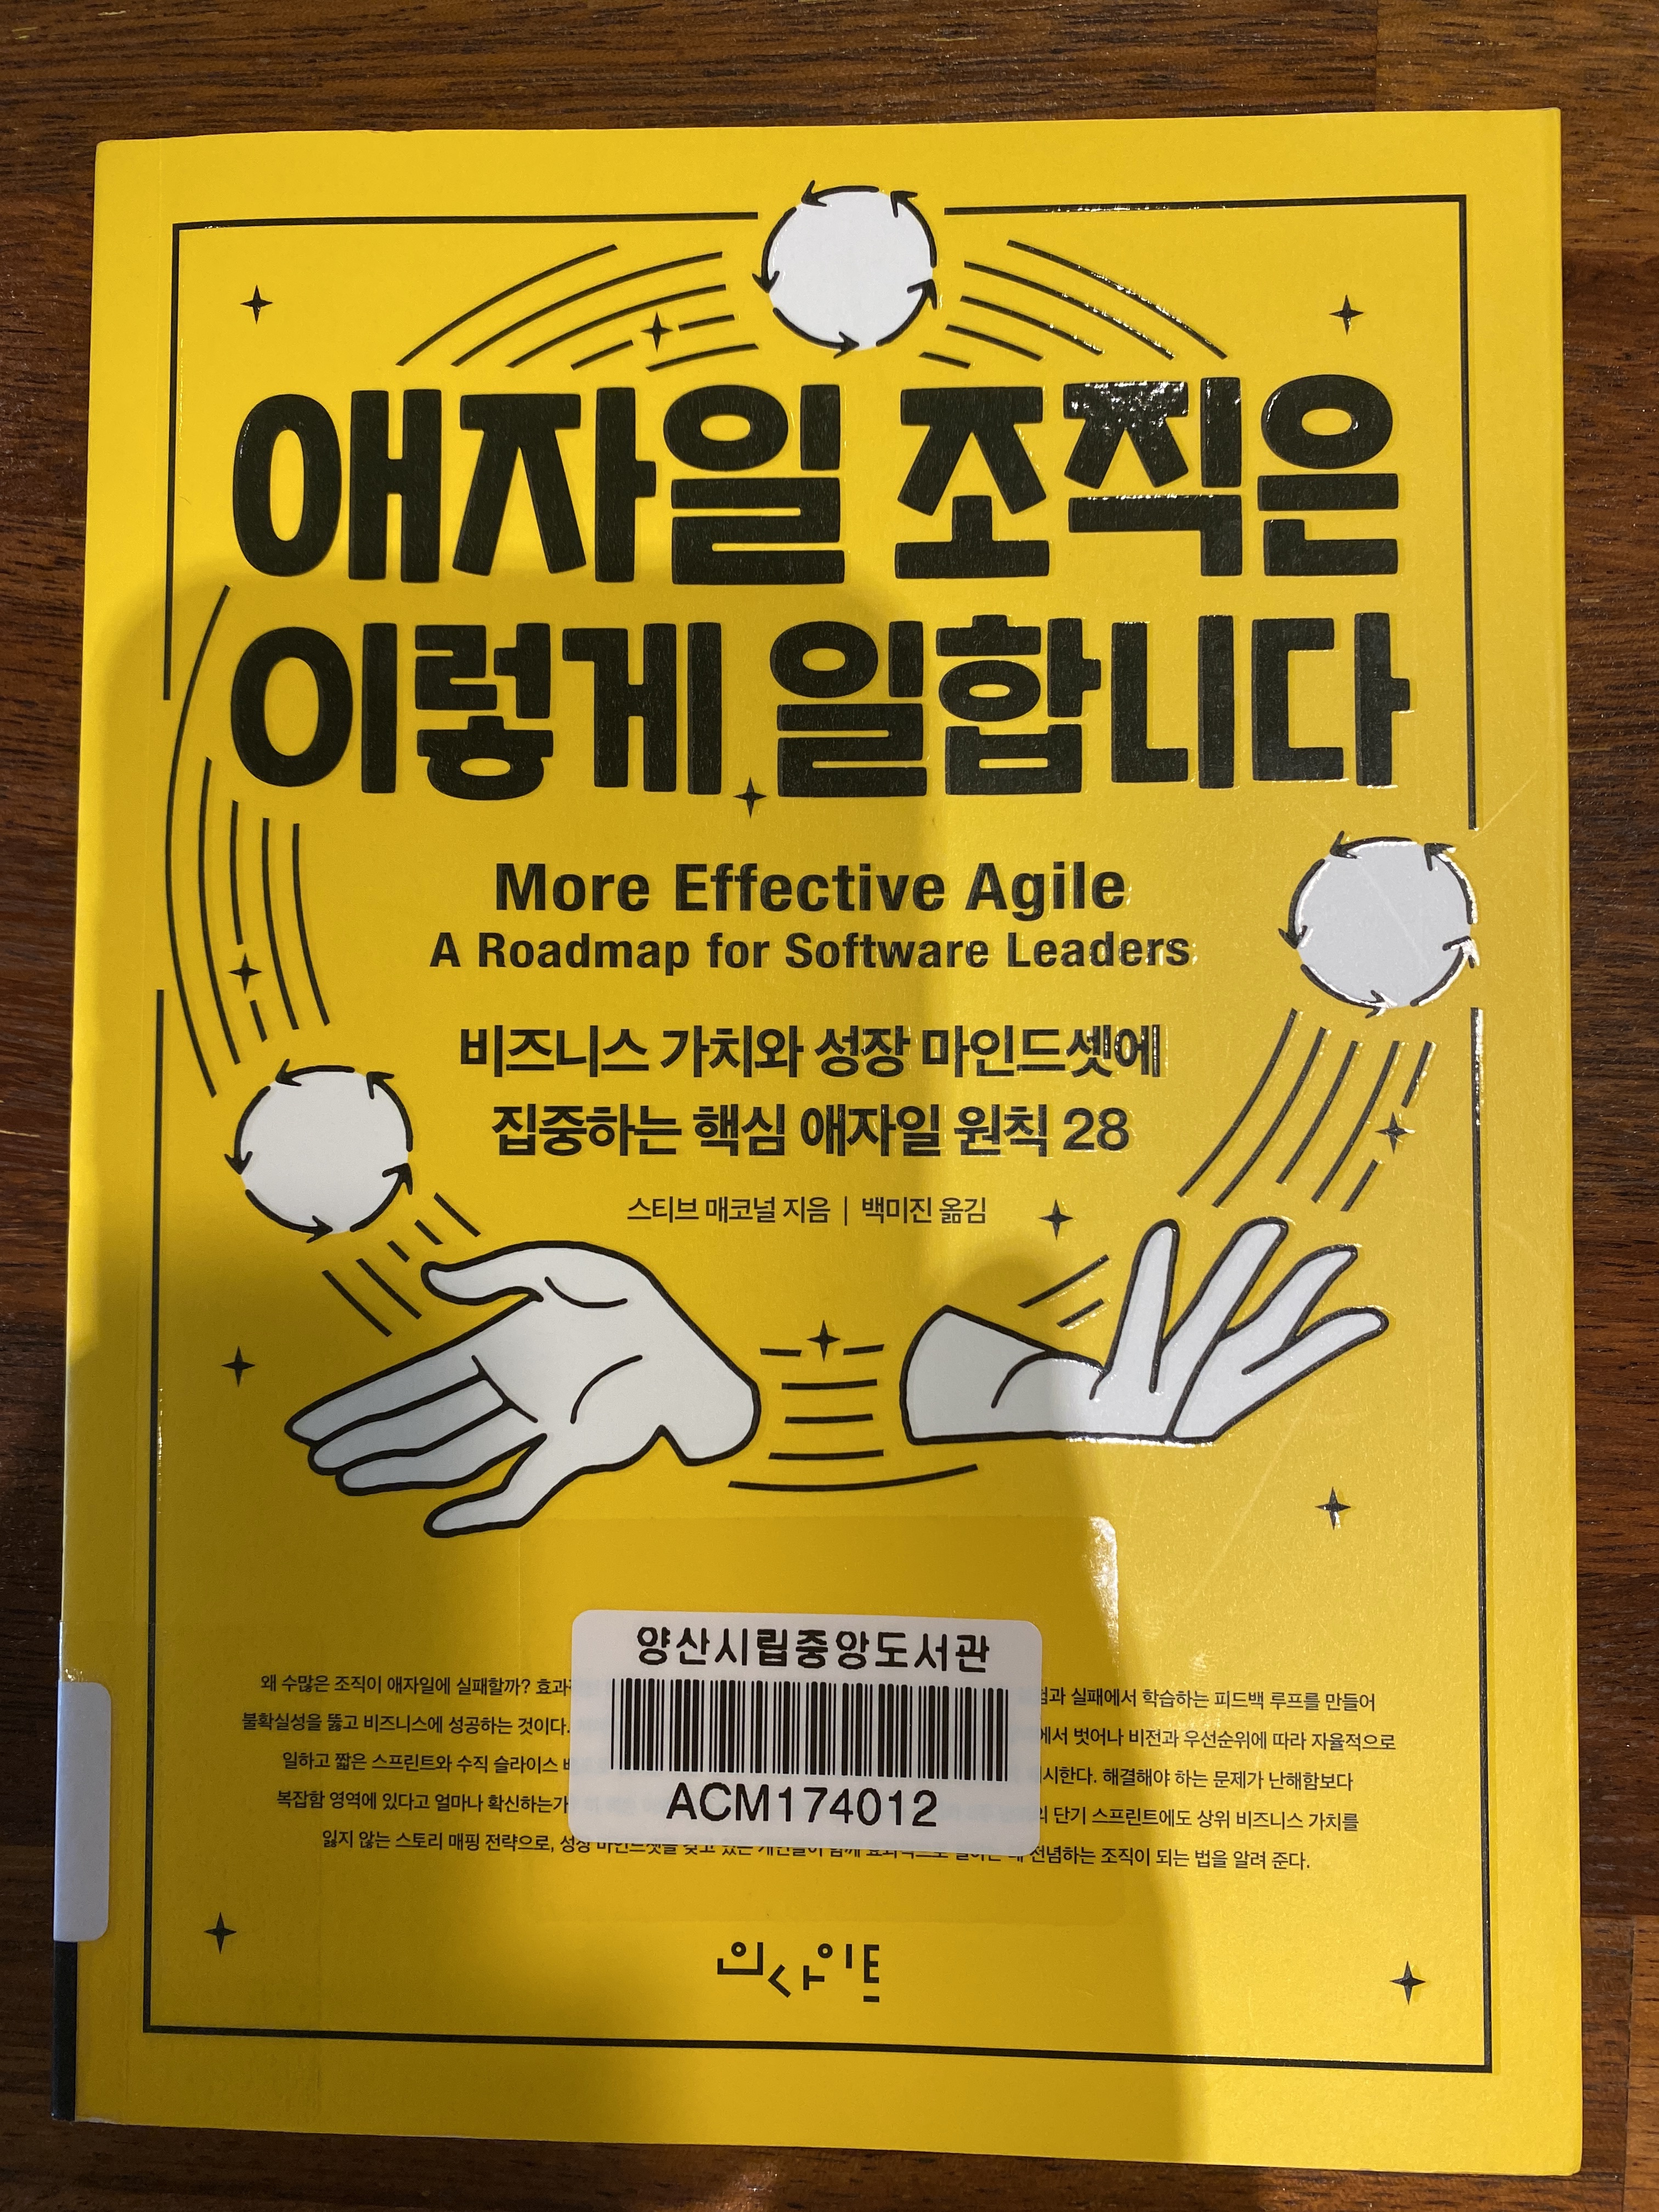 애자일 조직은
이렇게 일합니다
More Effective Agile
A Roadmap for Software Leaders
비즈니스 가치와 성장 마인드셋에
집중하는 핵심 애자일 원칙 28
스티브 매코널 지음 | 백미진 옮김
양산시립중앙도서관
ACM174012
왜 수많은 조직이 애자일에 실패할까? 실패에서 학습하는 피드백 루프를 만들어
불확실성을 뚫고 비즈니스에 성공하는 것이다. 벗어나 비전과 우선순위에 따라 자율적으로
일하고 짧은 스프린트와 수직 슬라이스 해결해야 하는 문제가 난해함보다
복잡함 영역에 있다고 얼마나 확신하는가 단기 스프린트에도 상위 비즈니스 가치를
잃지 않는 스토리 매핑 전략으로, 성장 전념하는 조직이 되는 법을 알려 준다.
인사이트